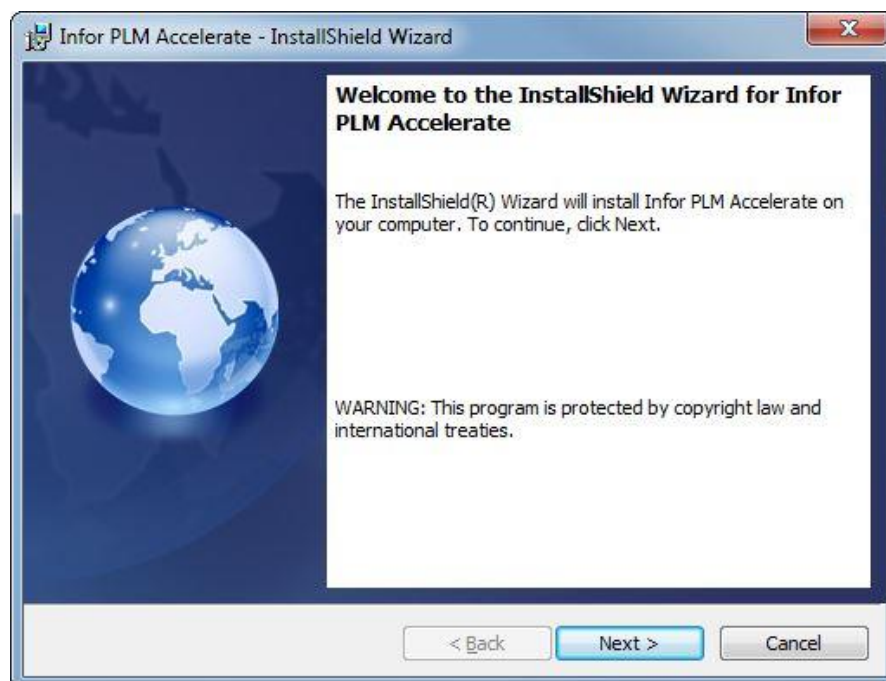 Infor PLM Accelerate - InstallShield Wizard
Welcome to the InstallShield Wizard for Infor
PLM Accelerate
The InstallShield(R) Wizard will install Infor PLM Accelerate on
your computer. To continue, click Next.
WARNING: This program is protected by copyright law and
international treaties.
< Back Next > Cancel